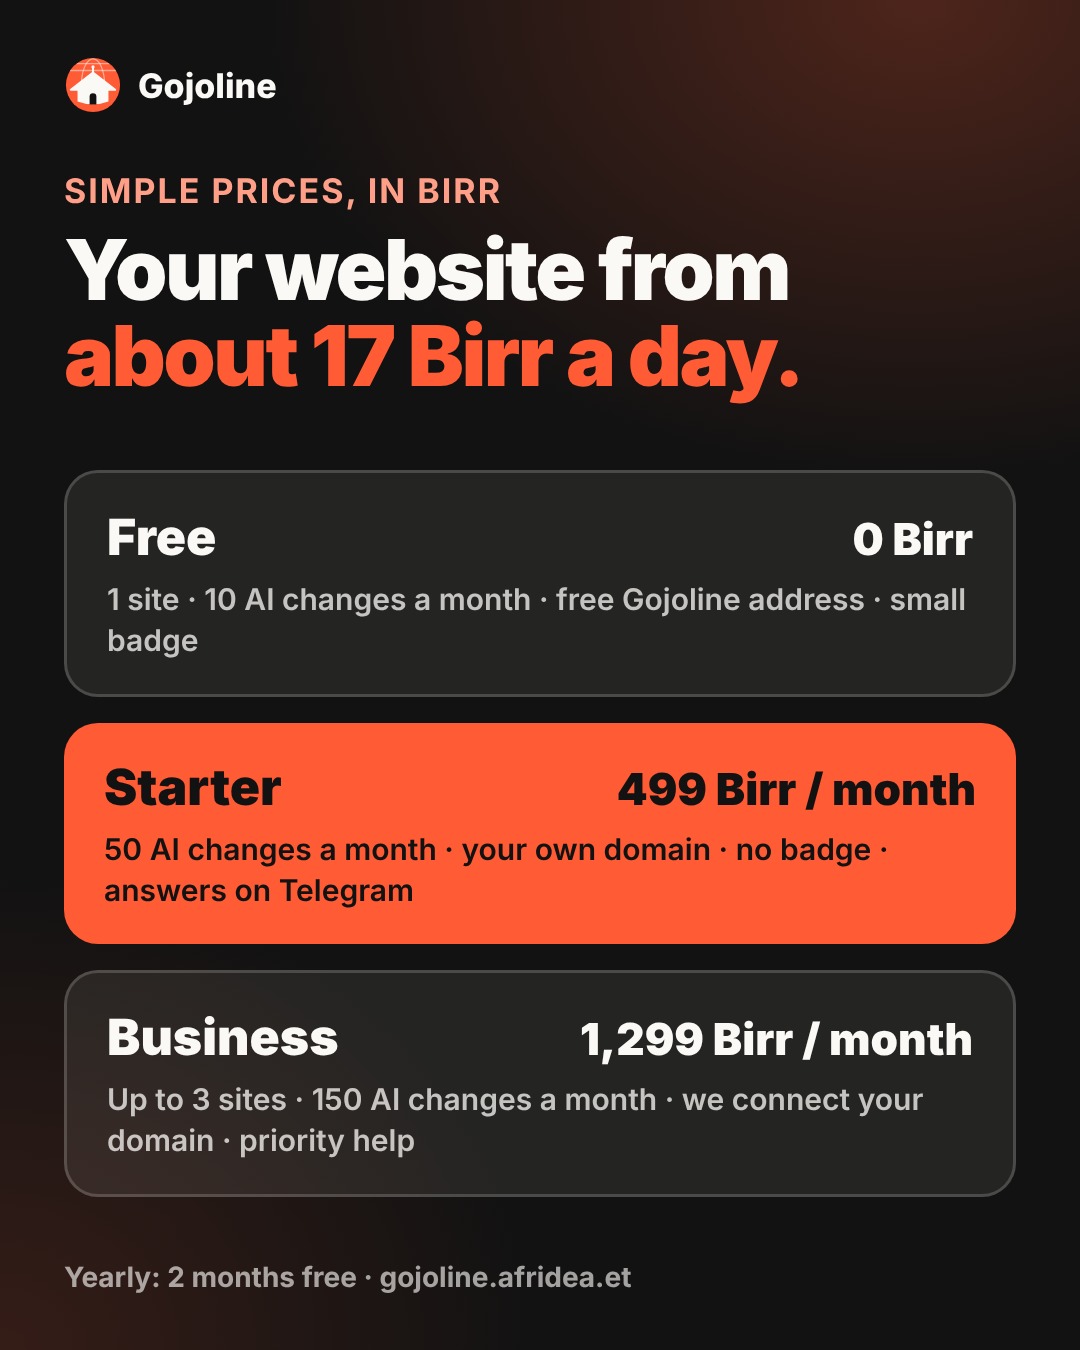 Gojoline
SIMPLE PRICES, IN BIRR
Your website from
about 17 Birr a day.
Free
0 Birr
1 site · 10 AI changes a month · free Gojoline address · small
badge
Starter
499 Birr / month
50 AI changes a month · your own domain · no badge ·
answers on Telegram
Business
1,299 Birr / month
Up to 3 sites · 150 AI changes a month · we connect your
domain · priority help
Yearly: 2 months free · gojoline.afridea.et